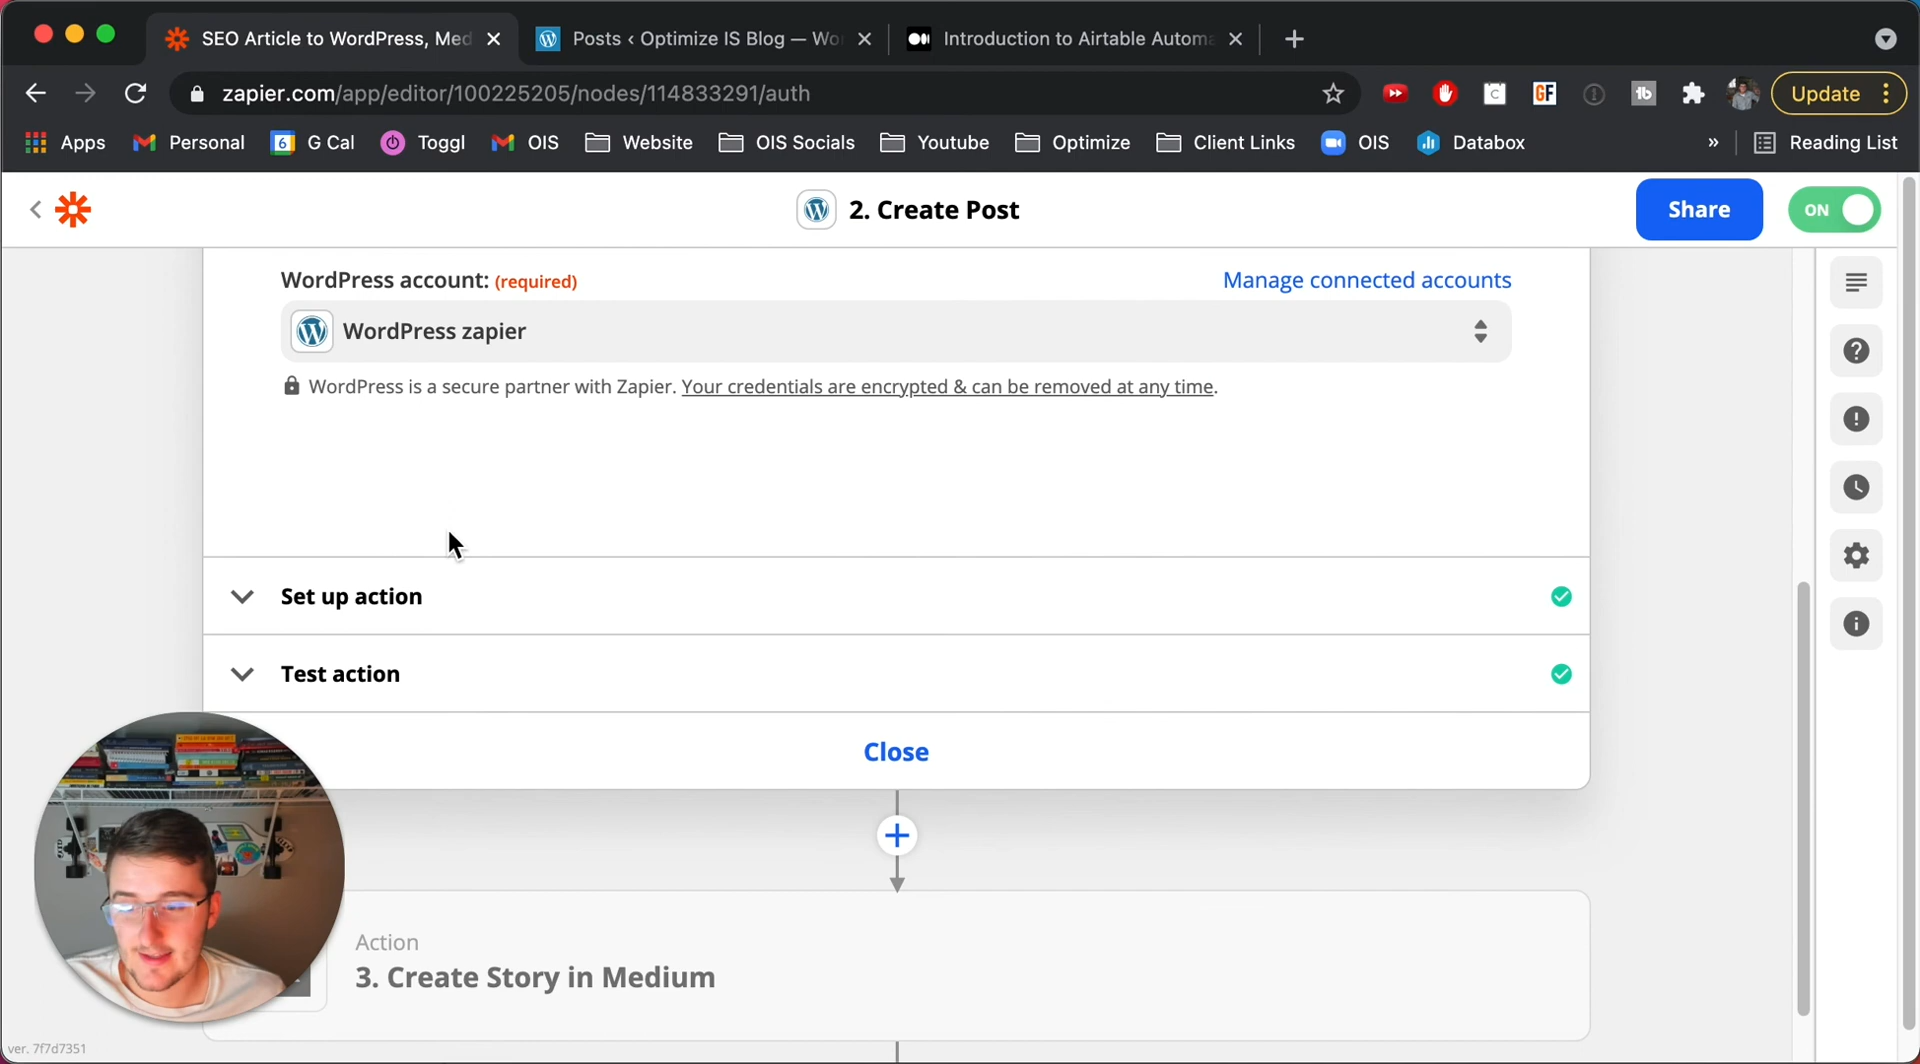 SEO Article to WordPress, Med
Posts ‹ Optimize IS Blog — Wo
Introduction to Airtable Automa
zapier.com/app/editor/100225205/nodes/114833291/auth
GF
tb
Update
Apps
Personal
6
G Cal
Toggl
OIS
Website
OIS Socials
Youtube
Optimize
Client Links
OIS
Databox
»
Reading List
2. Create Post
Share
ON
WordPress account: (required)
Manage connected accounts
WordPress zapier
WordPress is a secure partner with Zapier. Your credentials are encrypted & can be removed at any time.
Set up action
Test action
Close
Action
3. Create Story in Medium
ver. 7f7d7351